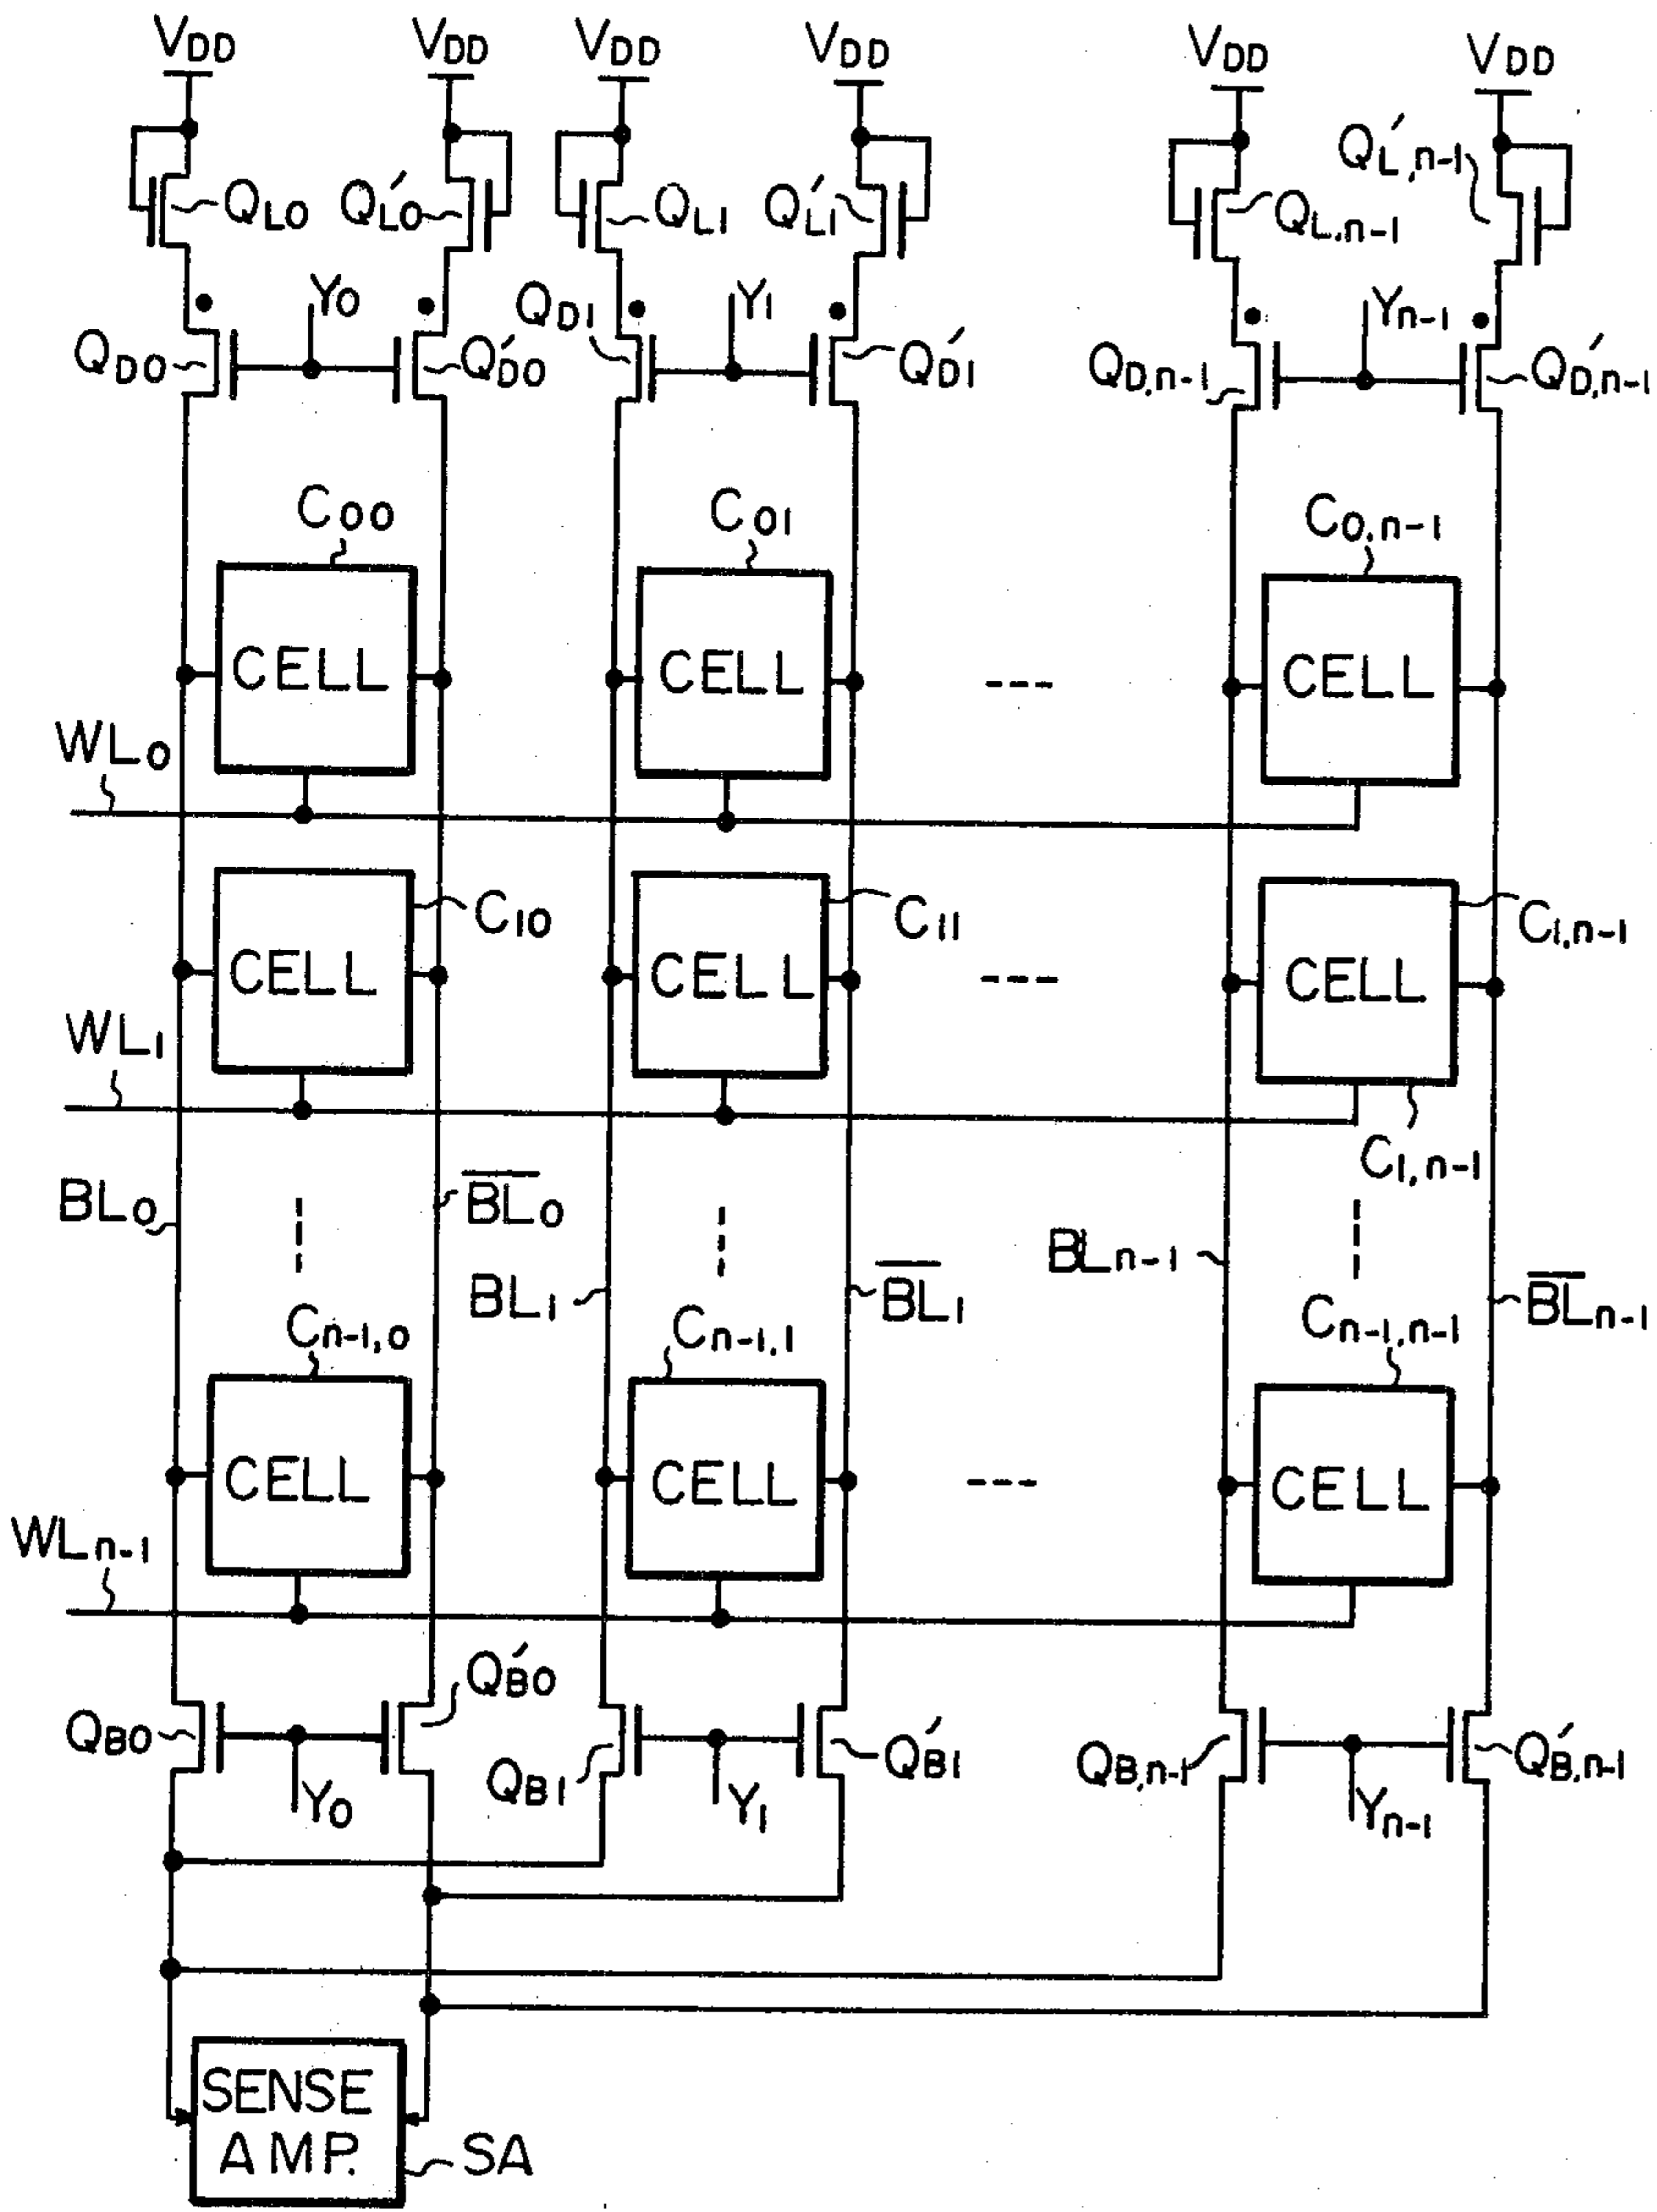 VDD VDD VDD VDD VDD VDD
QL0 Q'L0 QL1 Q'L1 QL,n-1 Q'L,n-1
Y0 Y1 Yn-1
QD0 Q'D0 QD1 Q'D1 QD,n-1 Q'D,n-1
C00 C01 C0,n-1
CELL CELL --- CELL
WL0
C10 C11 C1,n-1
CELL CELL ---- CELL
WL1
C1,n-1
BL0 B̅L̅0 BL1 B̅L̅1 BLn-1 B̅L̅n-1
Cn-1,0 Cn-1,1 Cn-1,n-1
CELL CELL --- CELL
WLn-1
QB0 Q'B0 QB1 Q'B1 QB,n-1 Q'B,n-1
Y0 Y1 Yn-1
SENSE
AMP.
SA